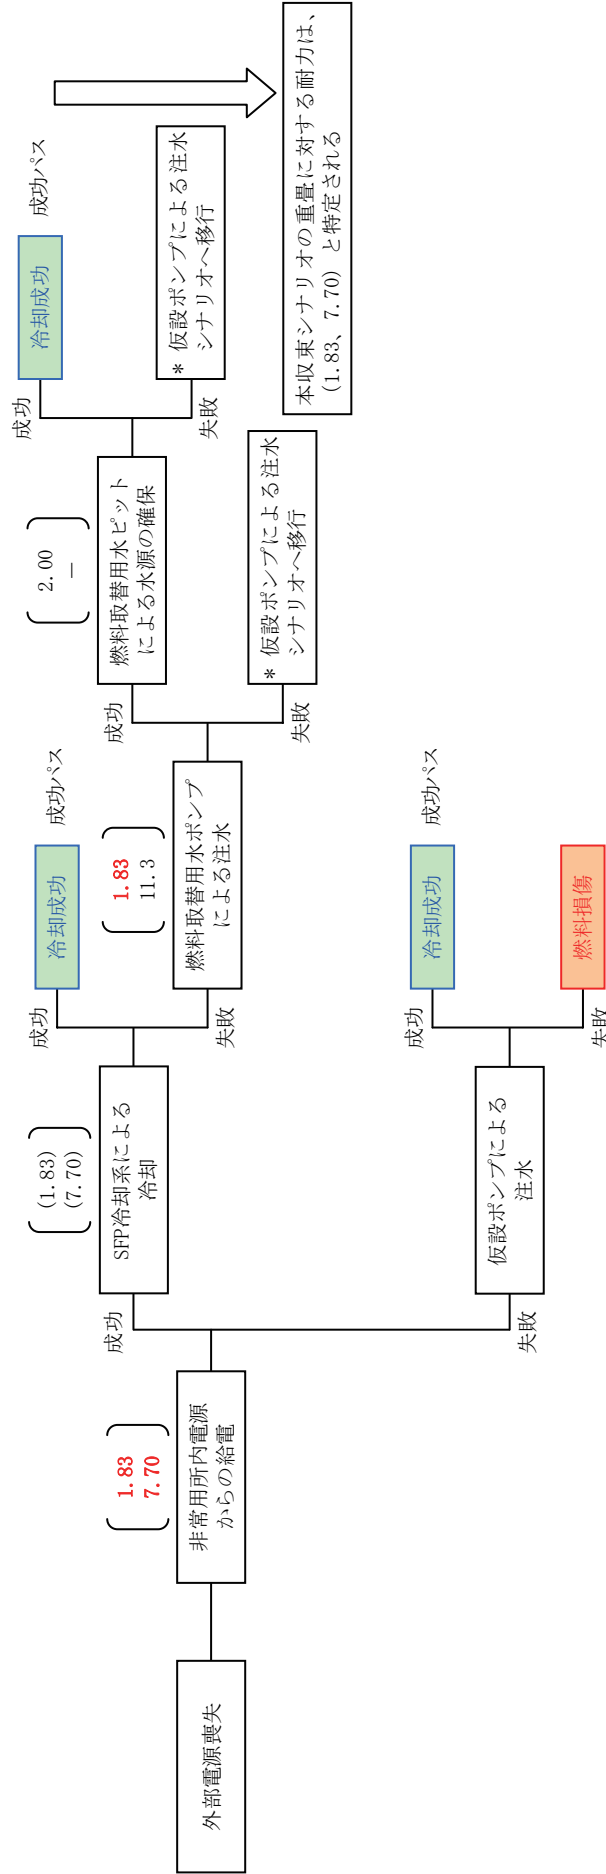 外部電源喪失
1.83
7.70
非常用所内電源
からの給電
成功
失敗
(1.83)
(7.70)
SFP冷却系による
冷却
成功
冷却成功
成功パス
失敗
1.83
11.3
燃料取替用水ポンプ
による注水
成功
失敗
2.00
－
燃料取替用水ピット
による水源の確保
* 仮設ポンプによる注水
シナリオへ移行
成功
冷却成功
成功パス
失敗
* 仮設ポンプによる注水
シナリオへ移行
本収束シナリオの重畳に対する耐力は、
(1.83、7.70) と特定される
仮設ポンプによる
注水
成功
冷却成功
成功パス
失敗
燃料損傷